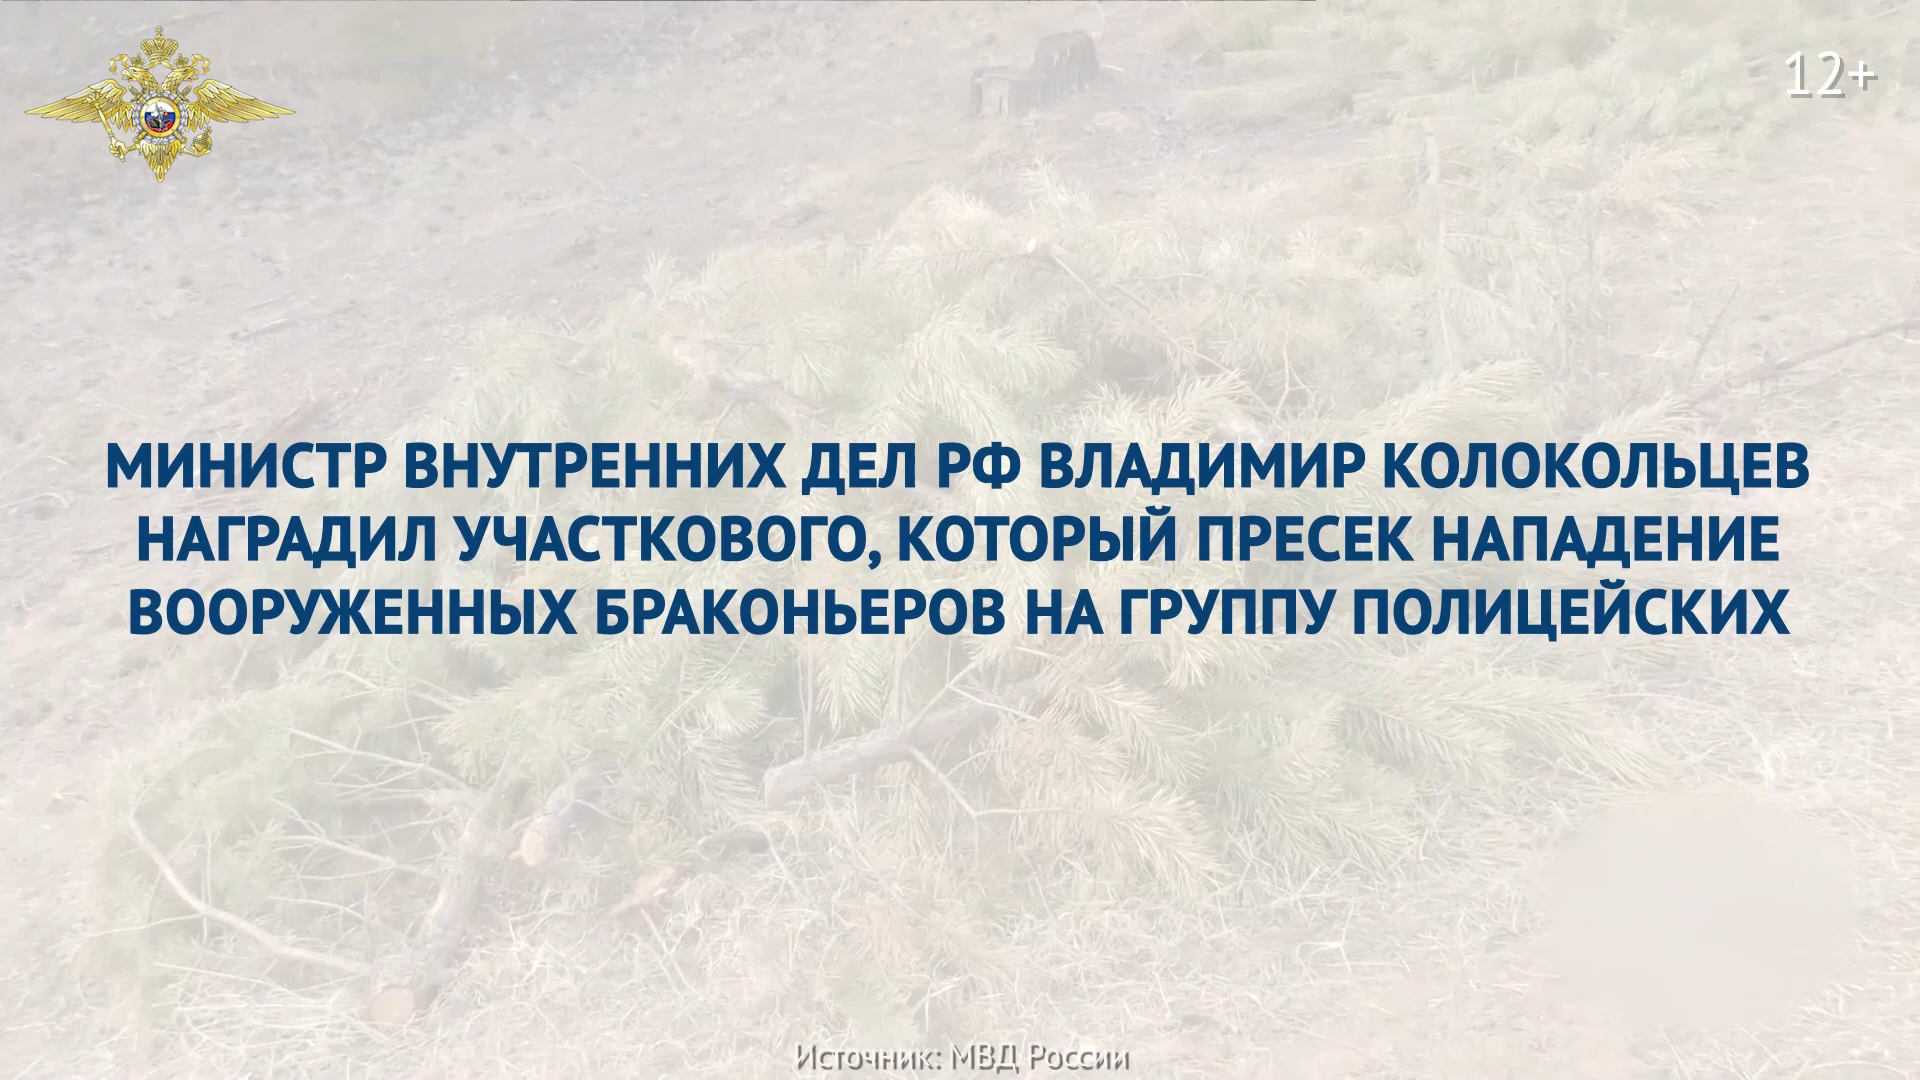 12+
МИНИСТР ВНУТРЕННИХ ДЕЛ РФ ВЛАДИМИР КОЛОКОЛЬЦЕВ
НАГРАДИЛ УЧАСТКОВОГО, КОТОРЫЙ ПРЕСЕК НАПАДЕНИЕ
ВООРУЖЕННЫХ БРАКОНЬЕРОВ НА ГРУППУ ПОЛИЦЕЙСКИХ
Источник: МВД России